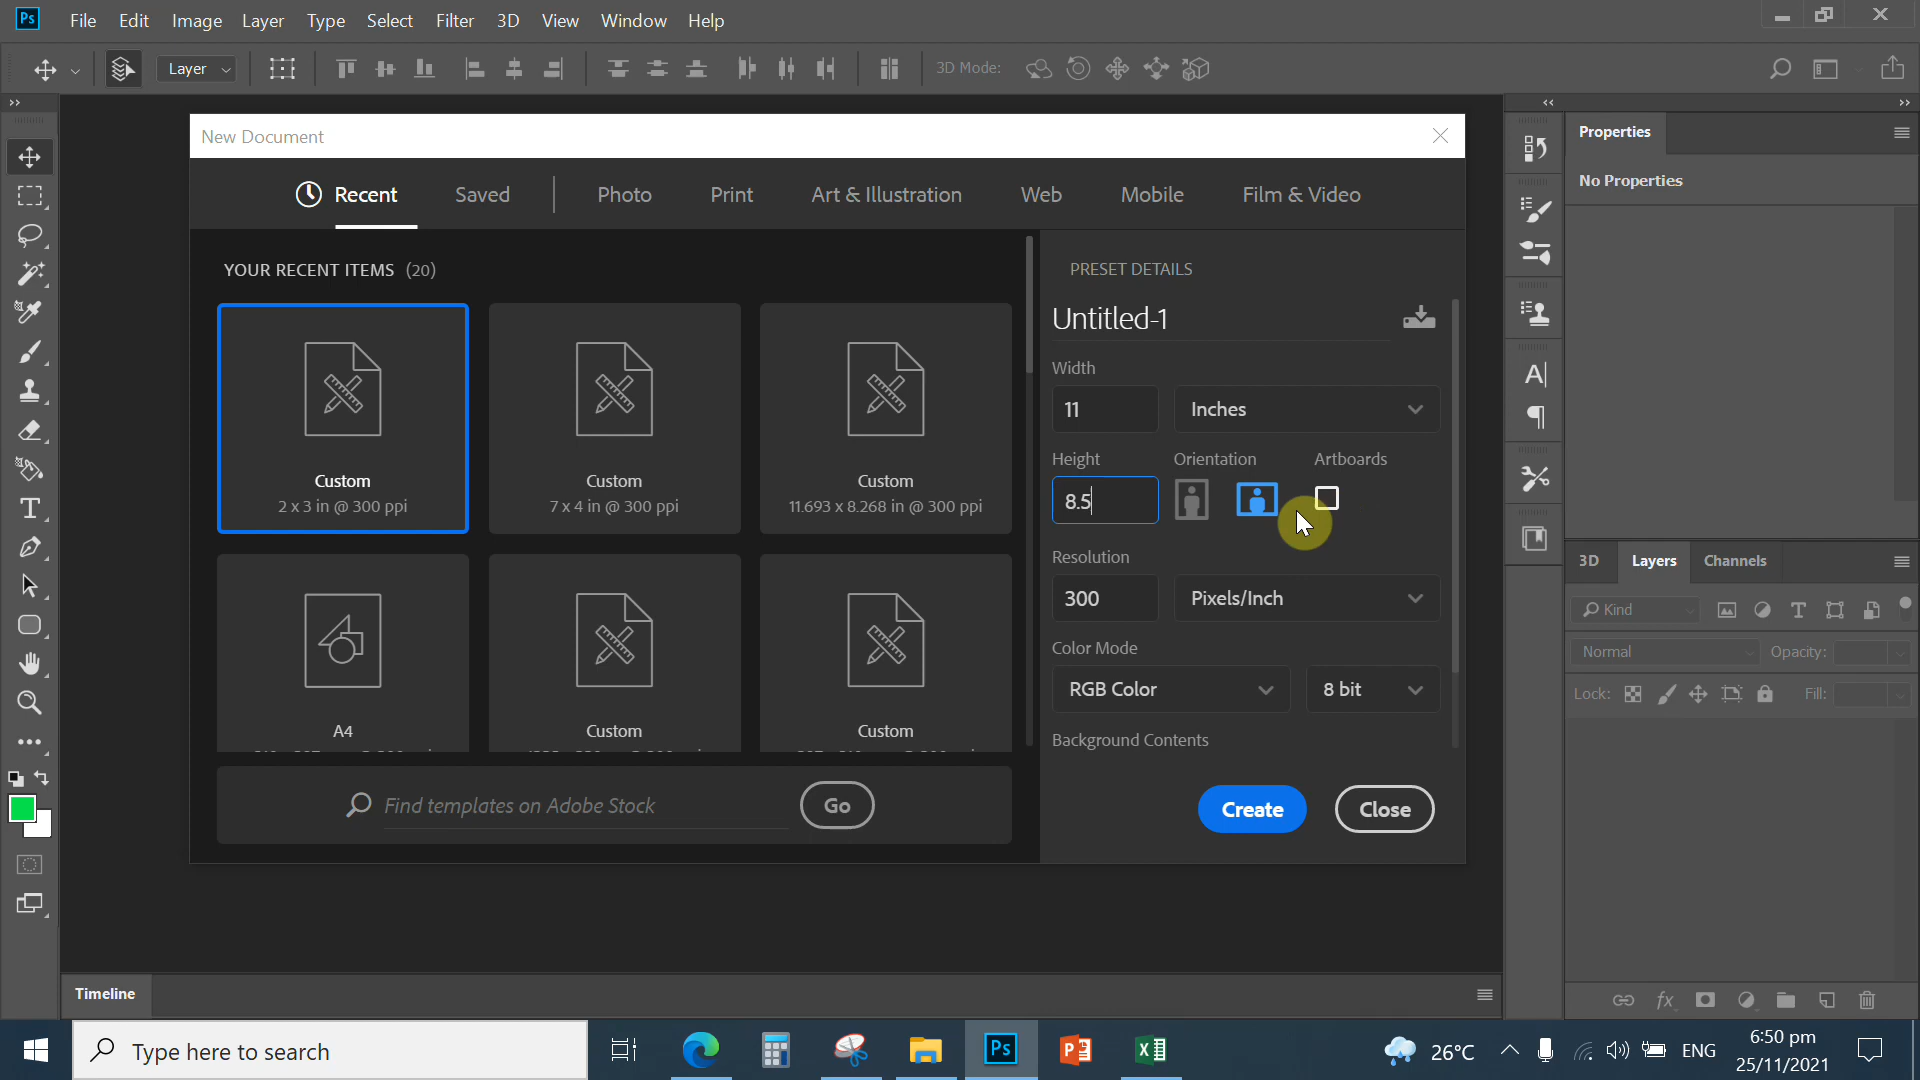 Ps File Edit Image Layer Type Select Filter 3D View Window Help
Layer 3D Mode:
New Document
Recent Saved Photo Print Art & Illustration Web Mobile Film & Video
YOUR RECENT ITEMS (20)
Custom
2 x 3 in @ 300 ppi
Custom
7 x 4 in @ 300 ppi
Custom
11.693 x 8.268 in @ 300 ppi
A4
Custom
Custom
Find templates on Adobe Stock Go
PRESET DETAILS
Untitled-1
Width
11 Inches
Height Orientation Artboards
8.5
Resolution
300 Pixels/Inch
Color Mode
RGB Color 8 bit
Background Contents
Create Close
Properties
No Properties
3D Layers Channels
Kind
Normal Opacity:
Lock: Fill:
Timeline
Type here to search
26°C ENG
6:50 pm
25/11/2021